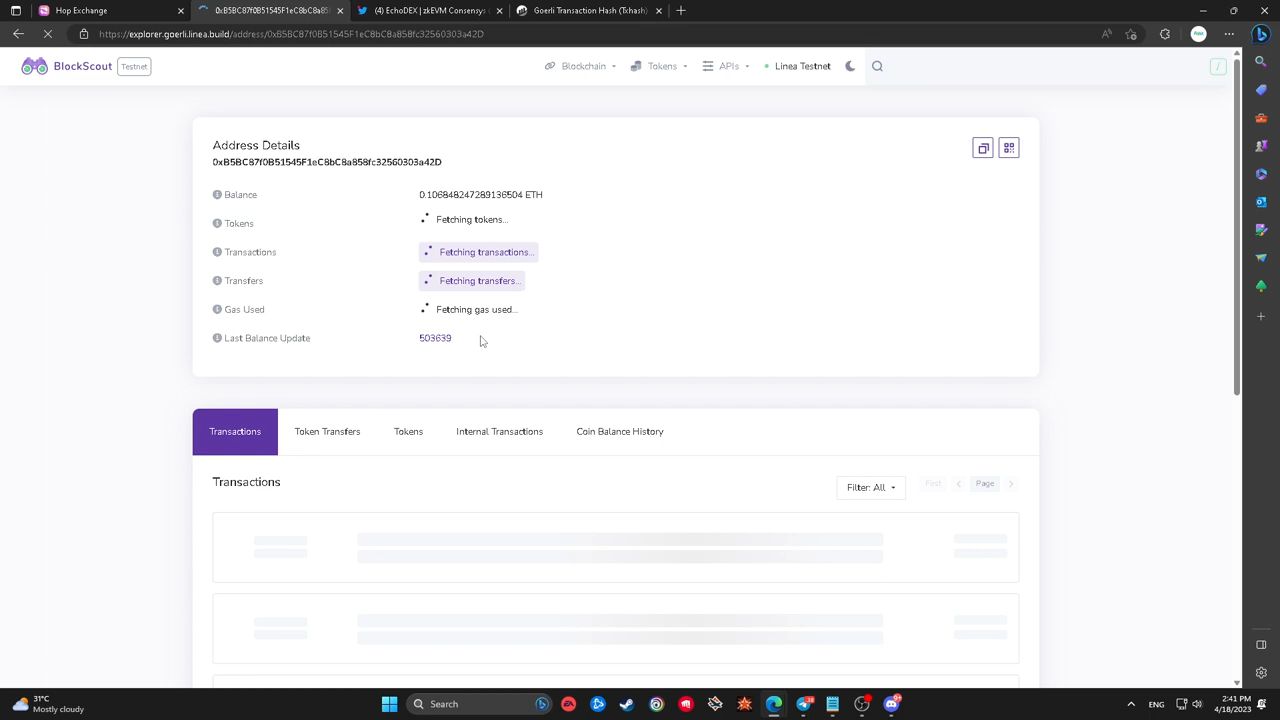 Hop Exchange
0xB5BC87f0B51545F1eC8bC8a85
(4) EchoDEX | zkEVM Consensys
Goerli Transaction Hash (Txhash)
https://explorer.goerli.linea.build/address/0xB5BC87f0B51545F1eC8bC8a858fc32560303a42D
BlockScout
Testnet
Blockchain
Tokens
APIs
Linea Testnet
/
Address Details
0xB5BC87f0B51545F1eC8bC8a858fc32560303a42D
Balance
0.106848247289136504 ETH
Tokens
Fetching tokens...
Transactions
Fetching transactions...
Transfers
Fetching transfers...
Gas Used
Fetching gas used...
Last Balance Update
503639
Transactions
Token Transfers
Tokens
Internal Transactions
Coin Balance History
Transactions
Filter: All
First
Page
31°C
Mostly cloudy
Search
ENG
2:41 PM
4/18/2023